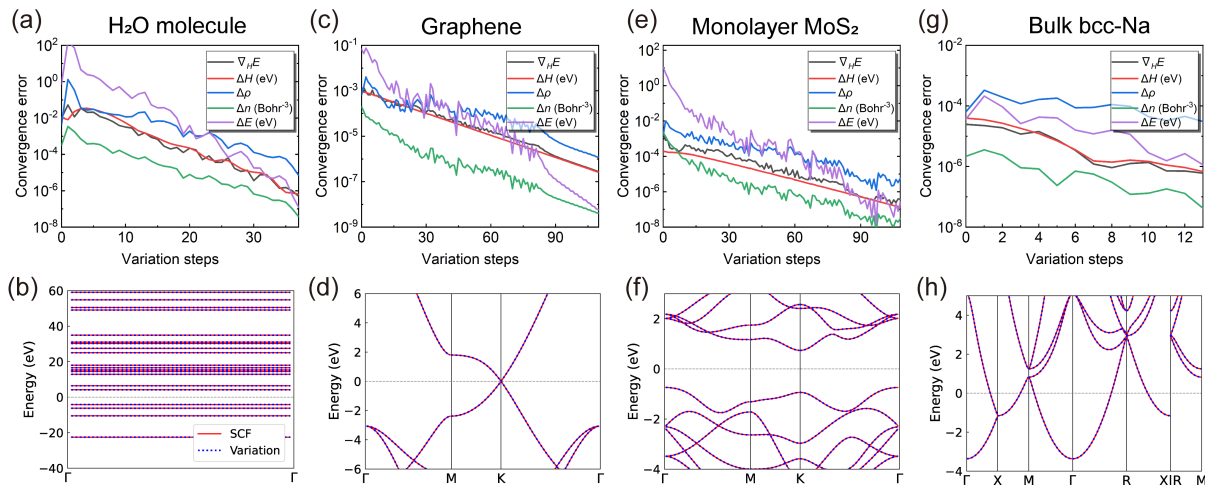 (a) H₂O molecule
Convergence error
10²
10⁰
10⁻²
10⁻⁴
10⁻⁶
10⁻⁸
∇HE
ΔH (eV)
Δρ
Δn (Bohr⁻³)
ΔE (eV)
0 10 20 30
Variation steps
(c) Graphene
Convergence error
10⁻¹
10⁻³
10⁻⁵
10⁻⁷
10⁻⁹
∇HE
ΔH (eV)
Δρ
Δn (Bohr⁻³)
ΔE (eV)
0 30 60 90
Variation steps
(e) Monolayer MoS₂
Convergence error
10²
10⁰
10⁻²
10⁻⁴
10⁻⁶
10⁻⁸
∇HE
ΔH (eV)
Δρ
Δn (Bohr⁻³)
ΔE (eV)
0 30 60 90
Variation steps
(g) Bulk bcc-Na
Convergence error
10⁻²
10⁻⁴
10⁻⁶
10⁻⁸
∇HE
ΔH (eV)
Δρ
Δn (Bohr⁻³)
ΔE (eV)
0 2 4 6 8 10 12
Variation steps
(b)
Energy (eV)
60
40
20
0
−20
−40
SCF
Variation
Γ Γ
(d)
Energy (eV)
6
4
2
0
−2
−4
−6
Γ M K Γ
(f)
Energy (eV)
2
0
−2
−4
Γ M K Γ
(h)
Energy (eV)
4
2
0
−2
−4
Γ X M Γ R X|R M